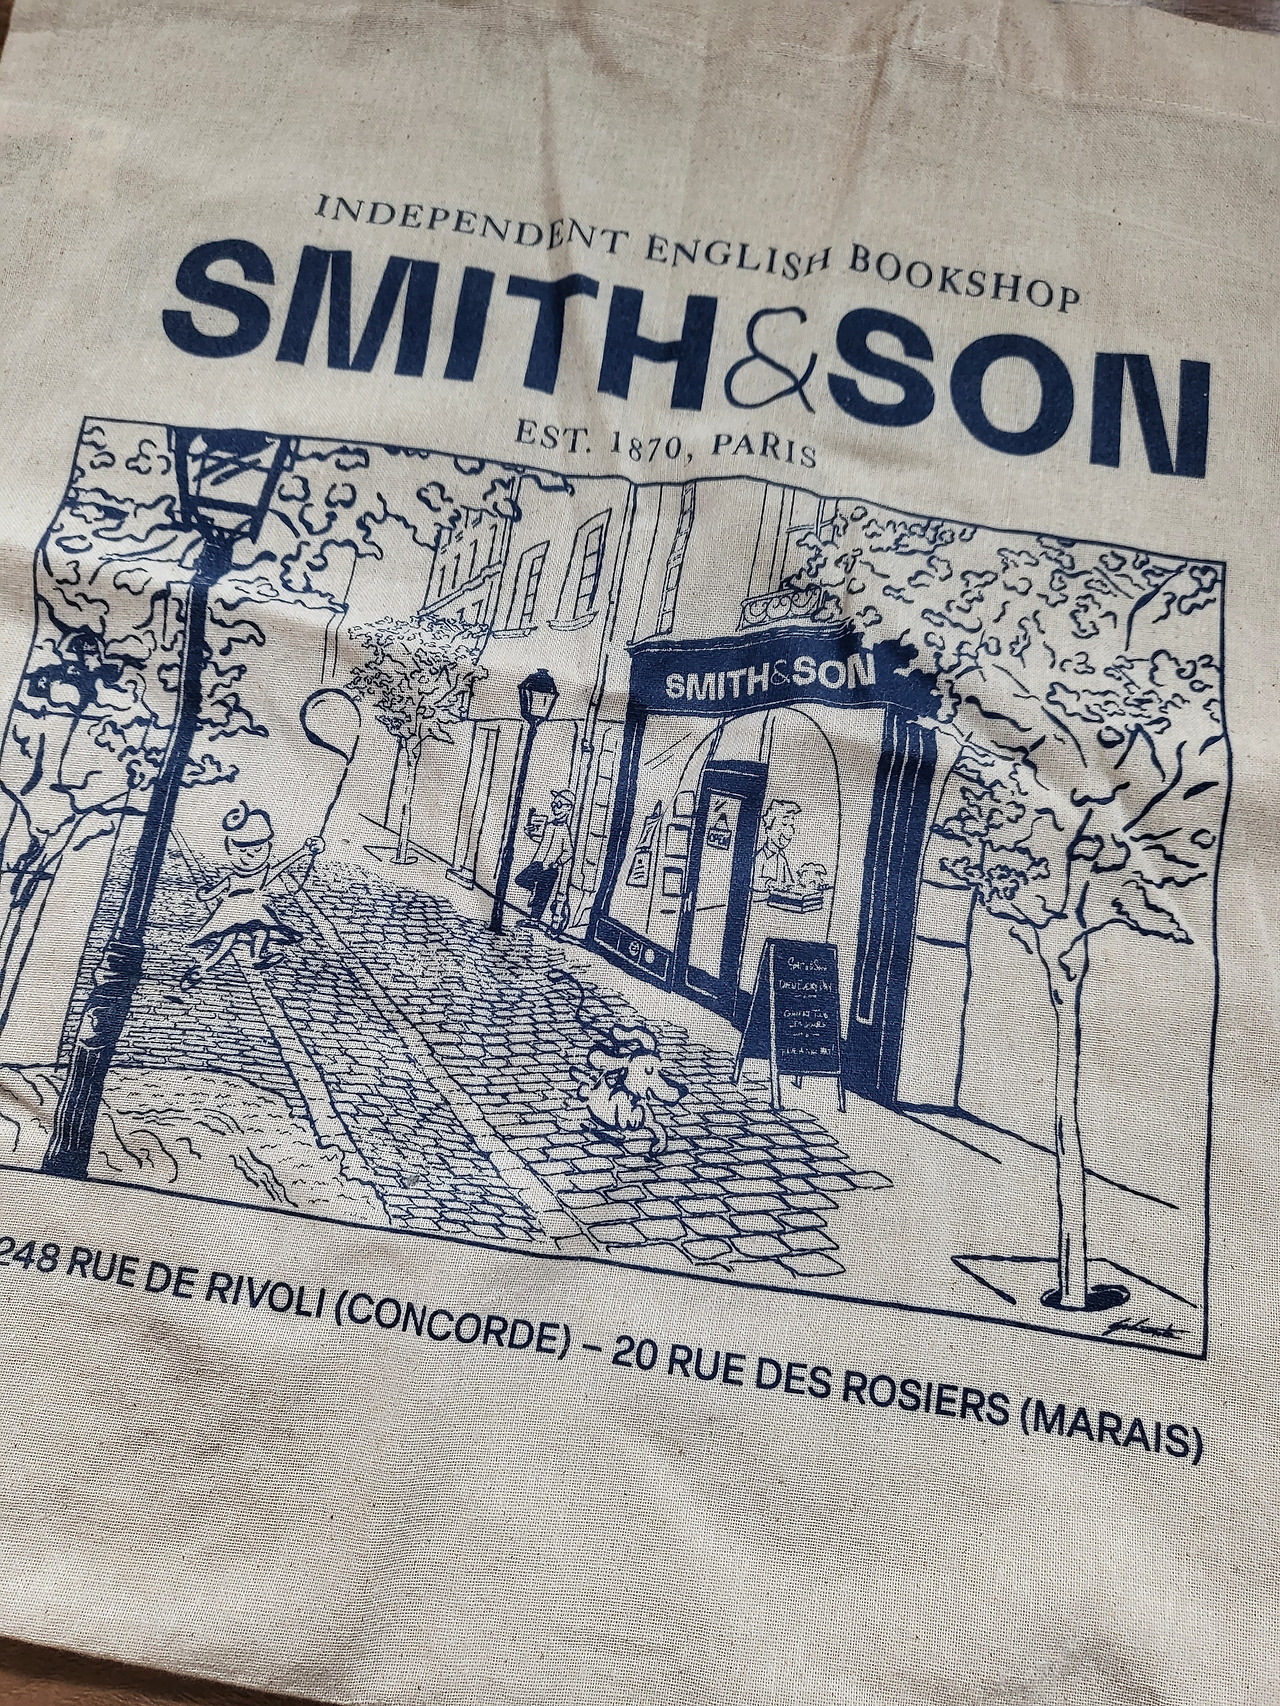 INDEPENDENT ENGLISH BOOKSHOP
SMITH&SON
EST. 1870, PARIS
SMITH&SON
OPEN
248 RUE DE RIVOLI (CONCORDE) – 20 RUE DES ROSIERS (MARAIS)